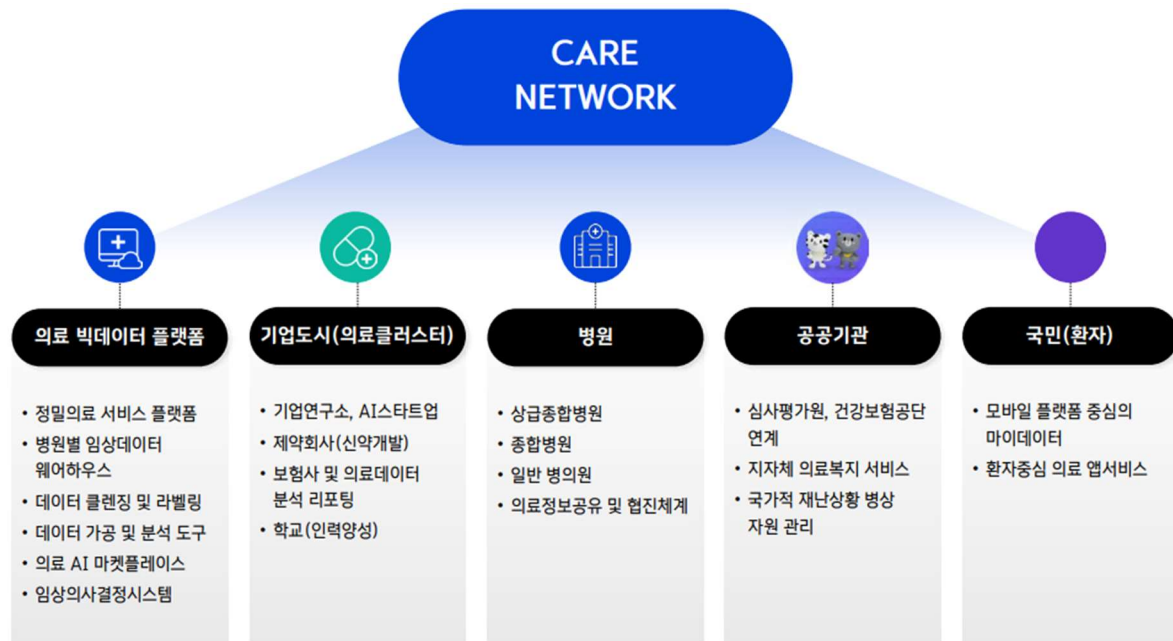 CARE
NETWORK
의료 빅데이터 플랫폼
• 정밀의료 서비스 플랫폼
• 병원별 임상데이터
웨어하우스
• 데이터 클렌징 및 라벨링
• 데이터 가공 및 분석 도구
• 의료 AI 마켓플레이스
• 임상의사결정시스템
기업도시(의료클러스터)
• 기업연구소, AI스타트업
• 제약회사(신약개발)
• 보험사 및 의료데이터
분석 리포팅
• 학교(인력양성)
병원
• 상급종합병원
• 종합병원
• 일반 병의원
• 의료정보공유 및 협진체계
공공기관
• 심사평가원, 건강보험공단
연계
• 지자체 의료복지 서비스
• 국가적 재난상황 병상
자원 관리
국민(환자)
• 모바일 플랫폼 중심의
마이데이터
• 환자중심 의료 앱서비스